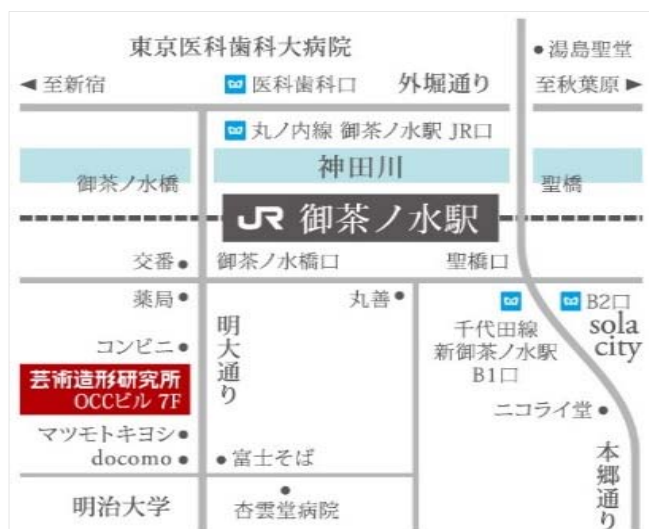 東京医科歯科大病院
●湯島聖堂
◀至新宿
医科歯科口
外堀通り
至秋葉原▶
丸ノ内線 御茶ノ水駅 JR口
神田川
御茶ノ水橋
聖橋
JR 御茶ノ水駅
交番●
御茶ノ水橋口
聖橋口
薬局●
丸善●
B2口
sola
city
明大通り
千代田線
新御茶ノ水駅
B1口
コンビニ●
芸術造形研究所
OCCビル 7F
ニコライ堂●
マツモトキヨシ●
docomo●
●富士そば
本郷通り
明治大学
●
杏雲堂病院